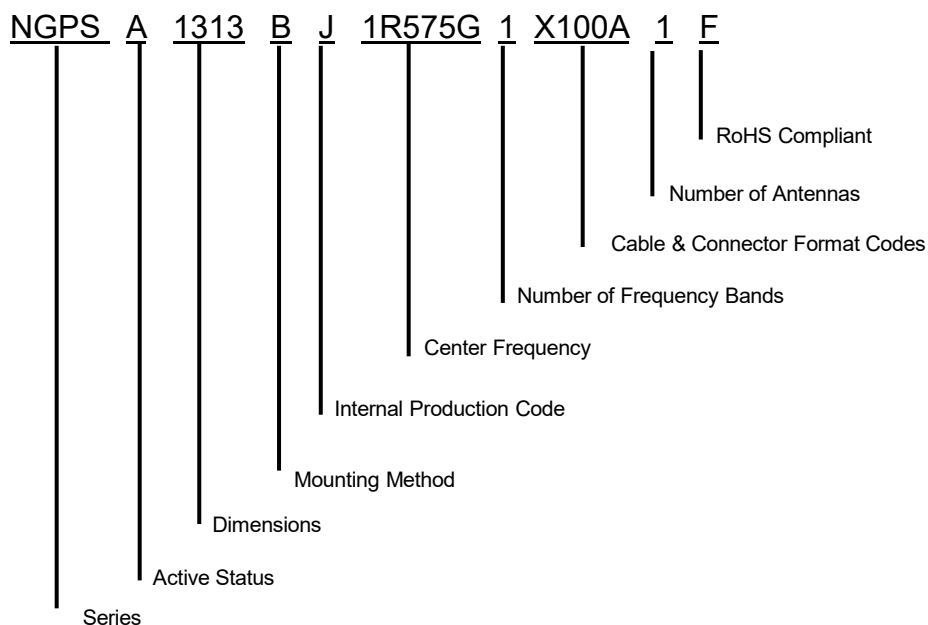 NGPS A 1313 B J 1R575G 1 X100A 1 F
RoHS Compliant
Number of Antennas
Cable & Connector Format Codes
Number of Frequency Bands
Center Frequency
Internal Production Code
Mounting Method
Dimensions
Active Status
Series